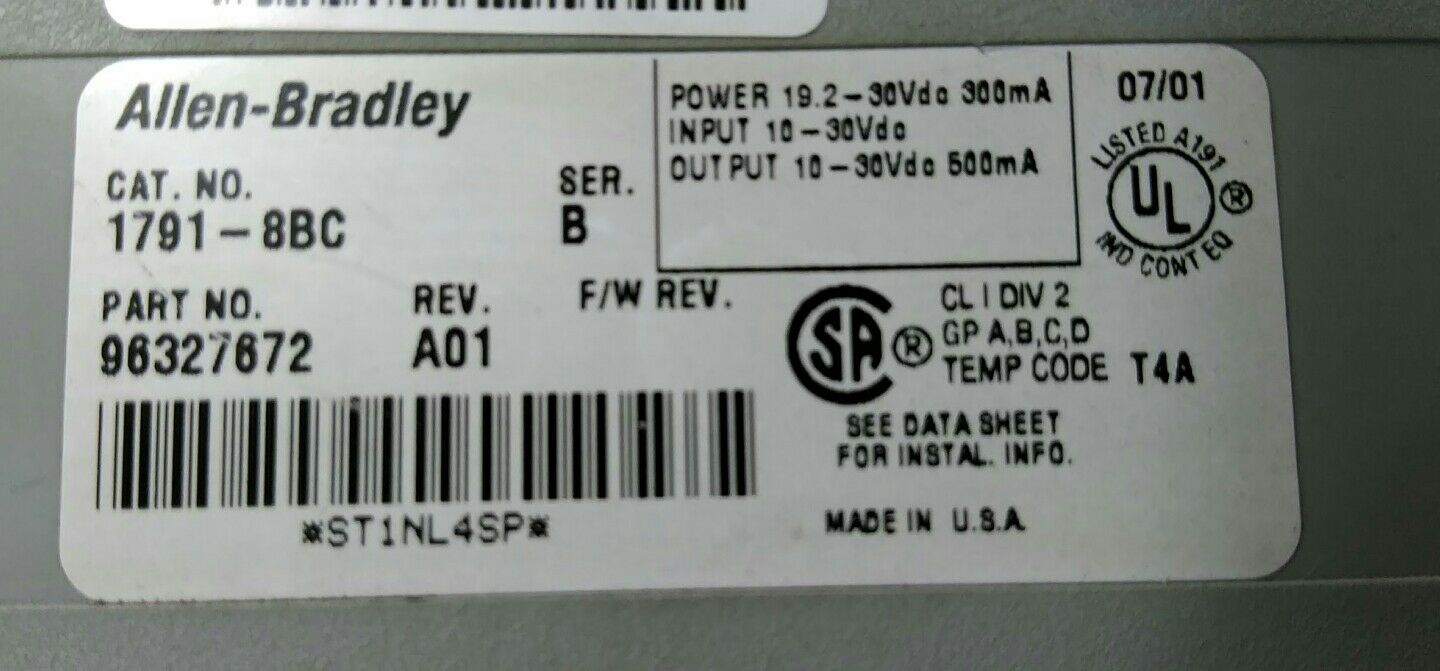 Allen-Bradley
CAT. NO.
SER.
1791-8BC
B
PART NO.
REV.
F/W REV.
96327672
A01
*ST1NL4SP*
POWER 19.2-30Vdc 300mA
INPUT 10-30Vdc
OUTPUT 10-30Vdc 500mA
07/01
LISTED A191
UL ®
IND CONT EQ
SA ®
CL I DIV 2
GP A,B,C,D
TEMP CODE T4A
SEE DATA SHEET
FOR INSTAL. INFO.
MADE IN U.S.A